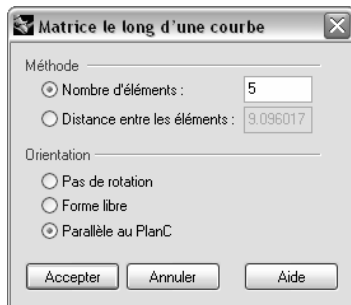 Matrice le long d'une courbe
Méthode
Nombre d'éléments : 5
Distance entre les éléments : 9.096017
Orientation
Pas de rotation
Forme libre
Parallèle au PlanC
Accepter Annuler Aide